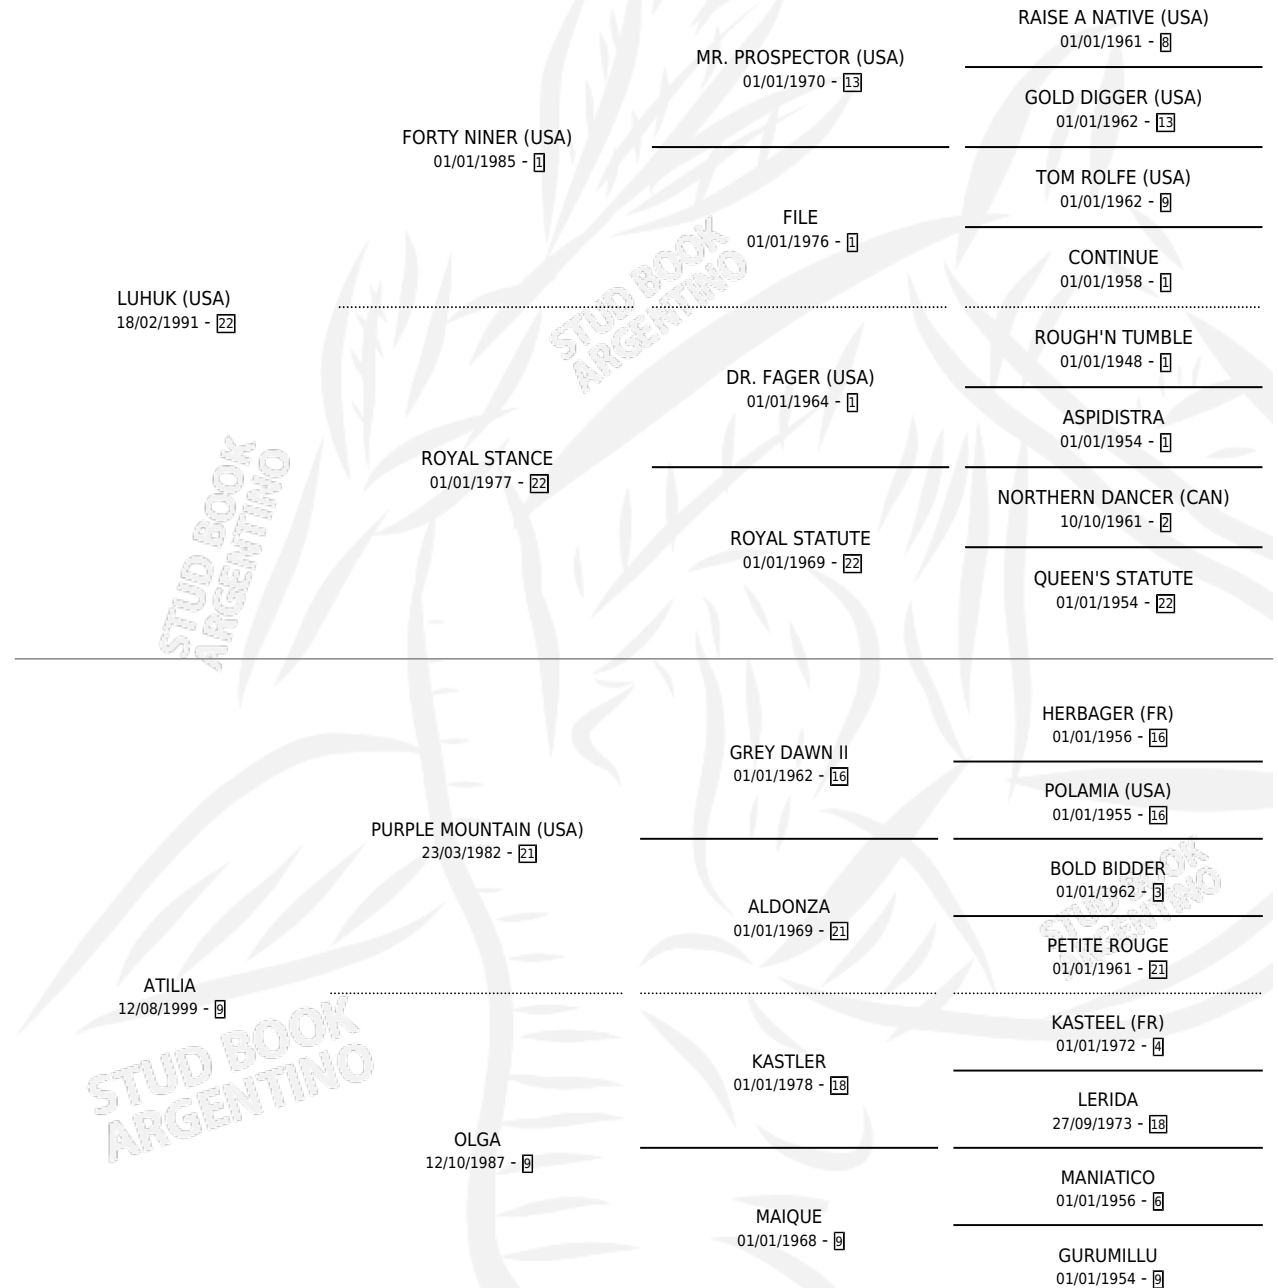 RAISE A NATIVE (USA)
01/01/1961 - 8
MR. PROSPECTOR (USA)
01/01/1970 - 13
GOLD DIGGER (USA)
01/01/1962 - 13
FORTY NINER (USA)
01/01/1985 - 1
TOM ROLFE (USA)
01/01/1962 - 9
FILE
01/01/1976 - 1
CONTINUE
01/01/1958 - 1
LUHUK (USA)
18/02/1991 - 22
ROUGH'N TUMBLE
01/01/1948 - 1
DR. FAGER (USA)
01/01/1964 - 1
ASPIDISTRA
01/01/1954 - 1
ROYAL STANCE
01/01/1977 - 22
NORTHERN DANCER (CAN)
10/10/1961 - 2
ROYAL STATUTE
01/01/1969 - 22
QUEEN'S STATUTE
01/01/1954 - 22
HERBAGER (FR)
01/01/1956 - 16
GREY DAWN II
01/01/1962 - 16
POLAMIA (USA)
01/01/1955 - 16
PURPLE MOUNTAIN (USA)
23/03/1982 - 21
BOLD BIDDER
01/01/1962 - 3
ALDONZA
01/01/1969 - 21
PETITE ROUGE
01/01/1961 - 21
ATILIA
12/08/1999 - 9
KASTEEL (FR)
01/01/1972 - 4
KASTLER
01/01/1978 - 18
LERIDA
27/09/1973 - 18
OLGA
12/10/1987 - 9
MANIATICO
01/01/1956 - 6
MAIQUE
01/01/1968 - 9
GURUMILLU
01/01/1954 - 9
STUD BOOK
ARGENTINO
STUD BOOK
ARGENTINO
STUD BOOK
ARGENTINO
STUD BOOK
ARGENTINO